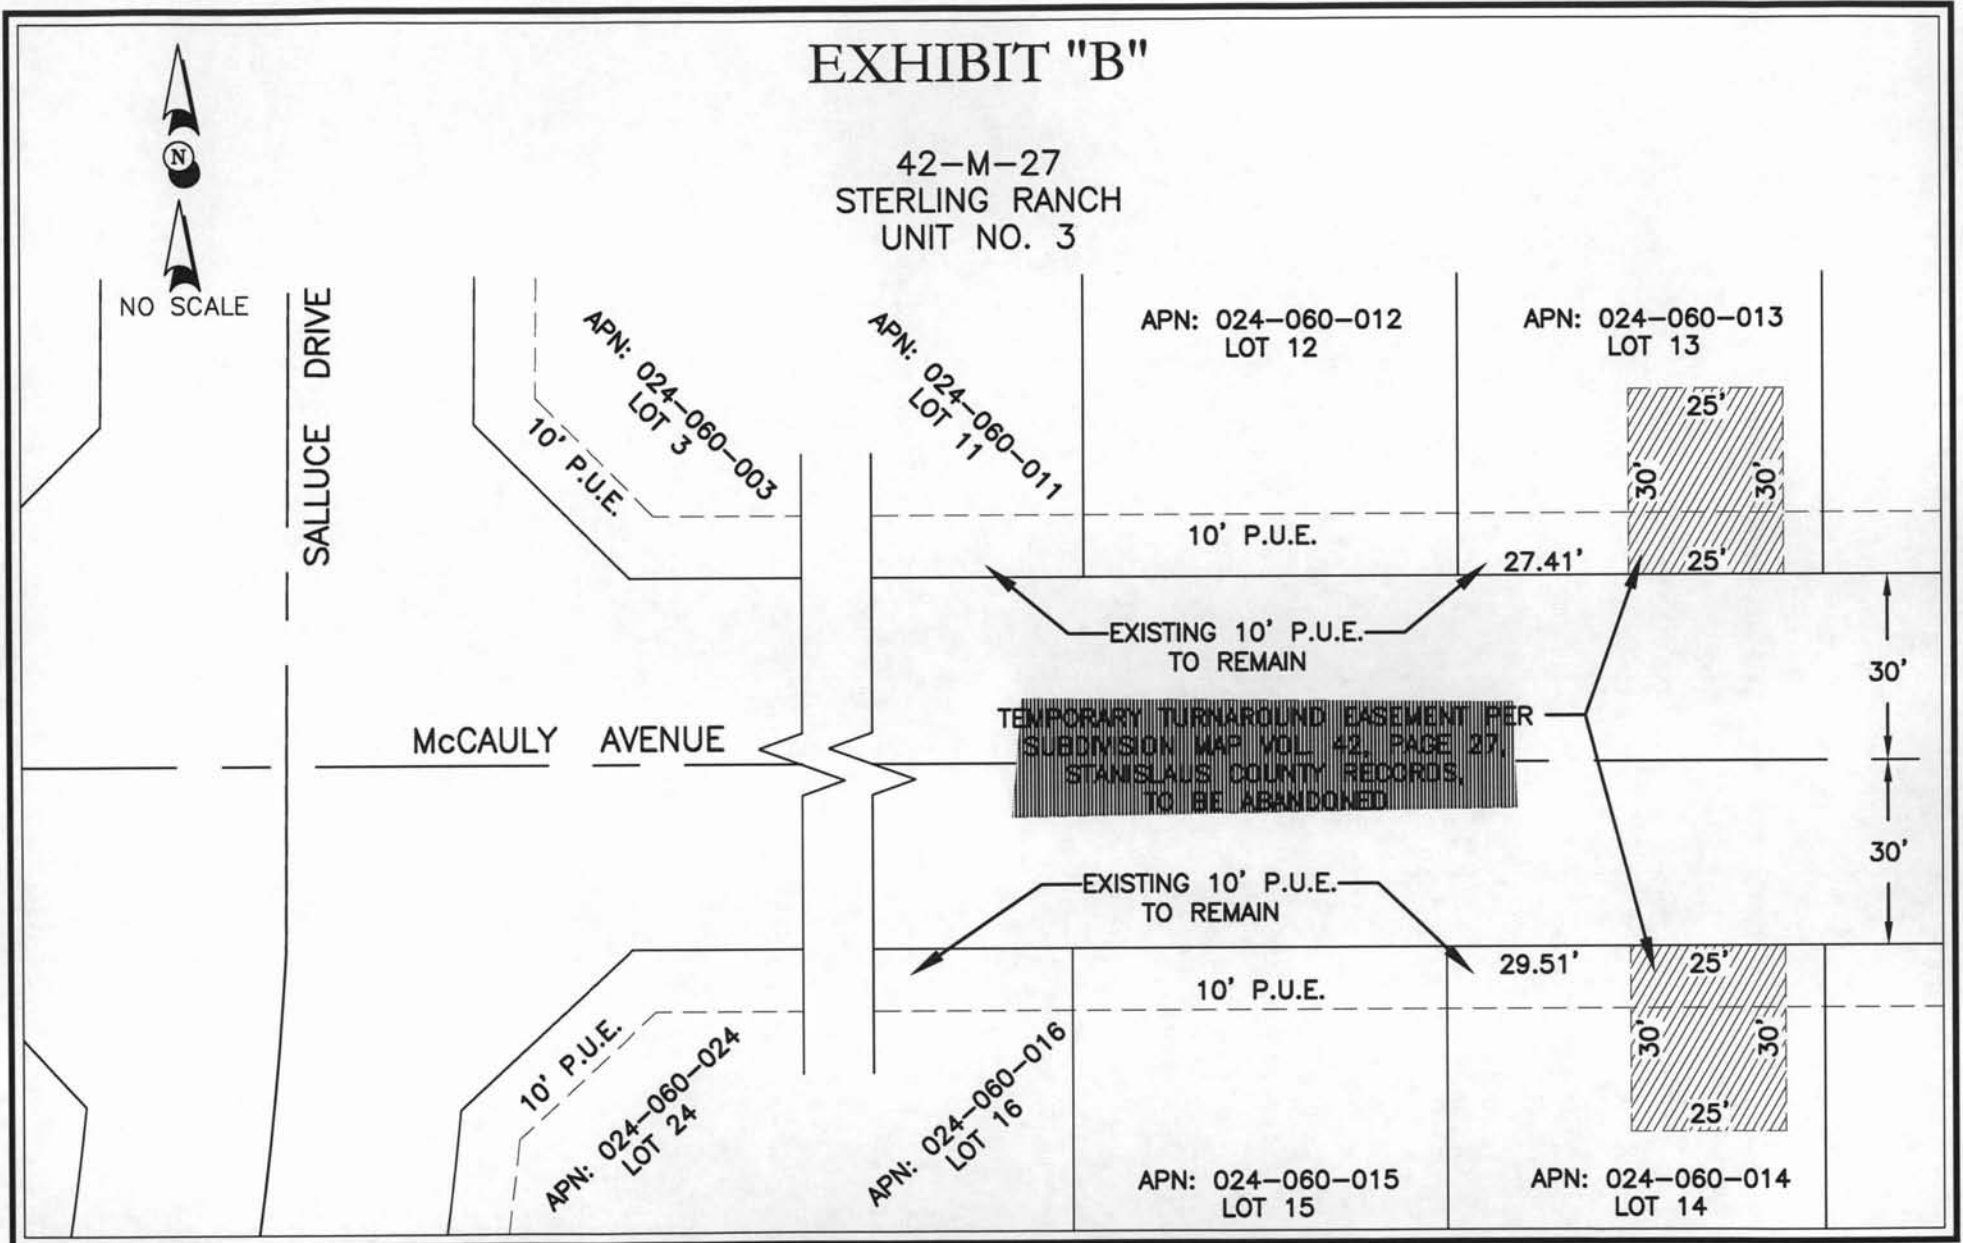 EXHIBIT "B"
42-M-27
STERLING RANCH
UNIT NO. 3
N
NO SCALE
SALLUCE DRIVE
APN: 024-060-003
LOT 3
10' P.U.E.
APN: 024-060-011
LOT 11
APN: 024-060-012
LOT 12
APN: 024-060-013
LOT 13
25'
30'
30'
25'
10' P.U.E.
27.41'
EXISTING 10' P.U.E.
TO REMAIN
30'
McCAULY AVENUE
TEMPORARY TURNAROUND EASEMENT PER
SUBDIVISION MAP VOL. 42, PAGE 27,
STANISLAUS COUNTY RECORDS,
TO BE ABANDONED
30'
EXISTING 10' P.U.E.
TO REMAIN
29.51'
25'
10' P.U.E.
30'
30'
25'
10' P.U.E.
APN: 024-060-024
LOT 24
APN: 024-060-016
LOT 16
APN: 024-060-015
LOT 15
APN: 024-060-014
LOT 14